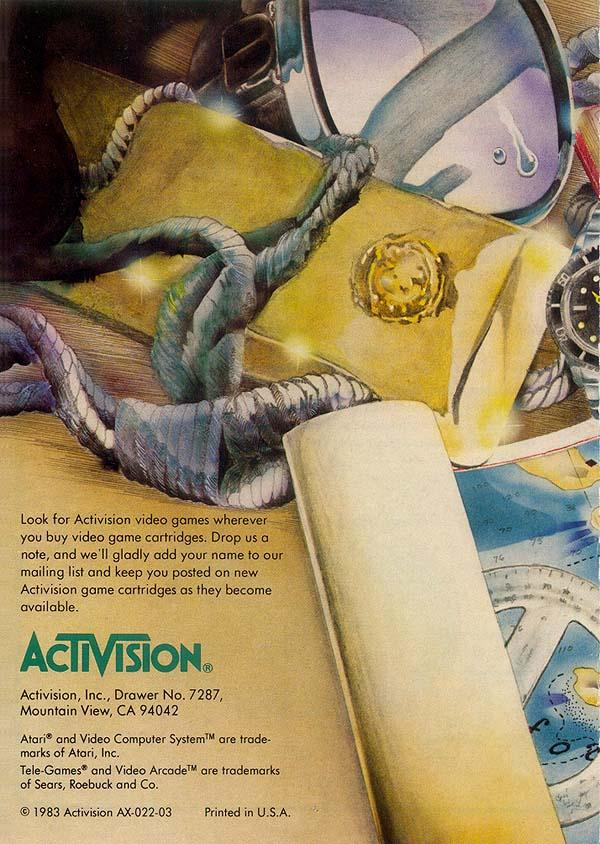 Look for Activision video games wherever
you buy video game cartridges. Drop us a
note, and we'll gladly add your name to our
mailing list and keep you posted on new
Activision game cartridges as they become
available.
ACTIVISION®
Activision, Inc., Drawer No. 7287,
Mountain View, CA 94042
Atari® and Video Computer System™ are trade-
marks of Atari, Inc.
Tele-Games® and Video Arcade™ are trademarks
of Sears, Roebuck and Co.
© 1983 Activision AX-022-03 Printed in U.S.A.